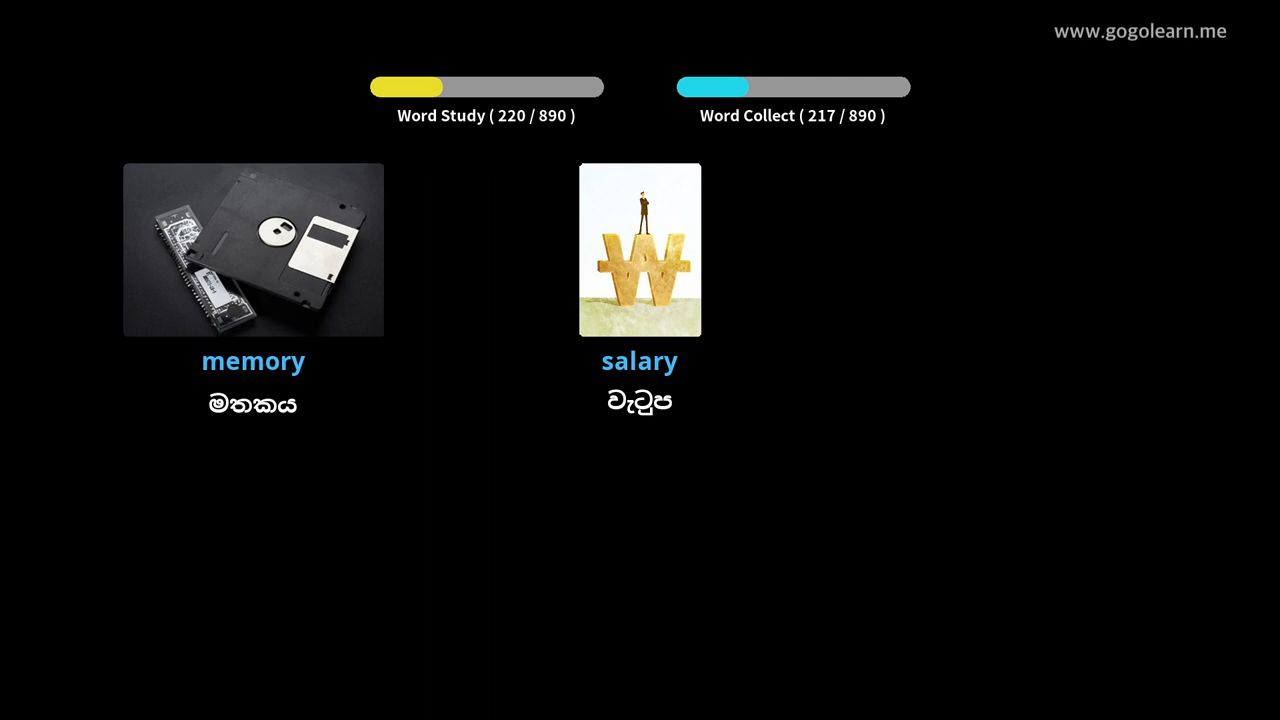 www.gogolearn.me
Word Study ( 220 / 890 )
Word Collect ( 217 / 890 )
memory
salary
මතකය
වැටුප